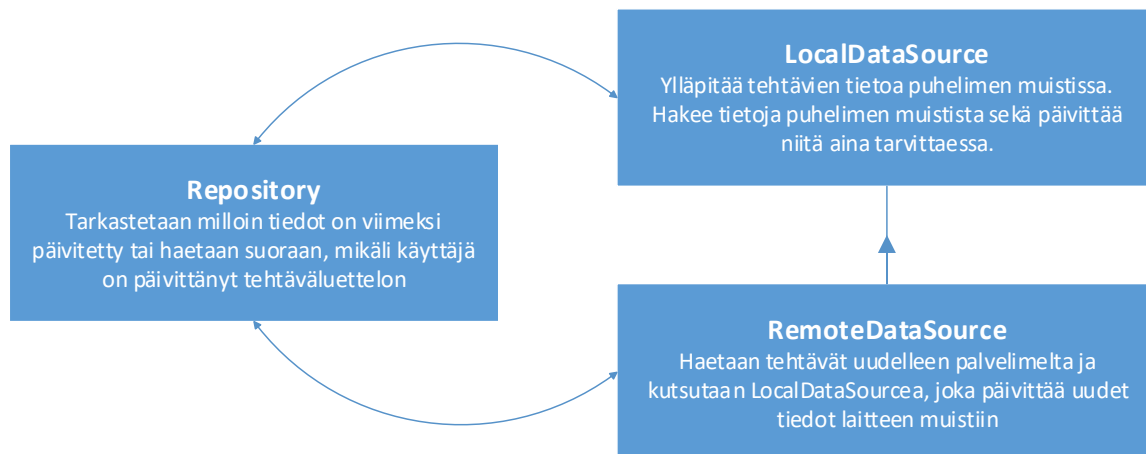 LocalDataSource
Ylläpitää tehtävien tietoa puhelimen muistissa.
Hakee tietoja puhelimen muistista sekä päivittää
niitä aina tarvittaessa.
Repository
Tarkastetaan milloin tiedot on viimeksi
päivitetty tai haetaan suoraan, mikäli käyttäjä
on päivittänyt tehtäväluettelon
RemoteDataSource
Haetaan tehtävät uudelleen palvelimelta ja
kutsutaan LocalDataSourcea, joka päivittää uudet
tiedot laitteen muistiin